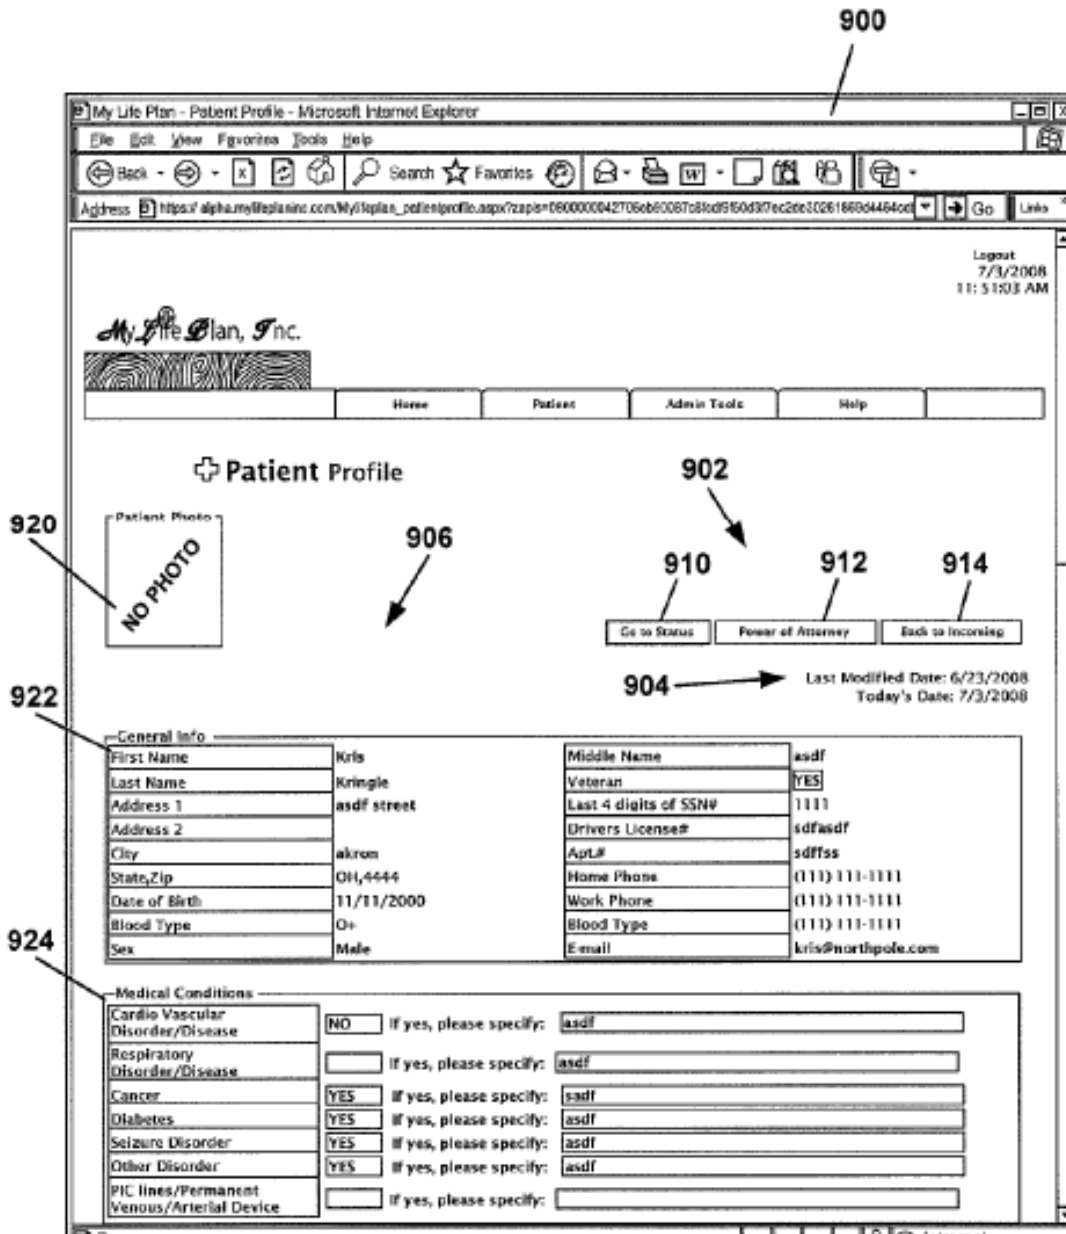 900
My Life Plan - Patient Profile - Microsoft Internet Explorer
File Edit View Favorites Tools Help
Back Search Favorites W
Address Go Links
Logout
7/3/2008
11: 51:03 AM
My Life Plan, Inc.
Home Patient Admin Tools Help
Patient Profile
902
920
Patient Photo
NO PHOTO
906
910 912 914
Go to Status Power of Attorney Back to Incoming
904
Last Modified Date: 6/23/2008
Today's Date: 7/3/2008
922
General Info
First Name Kris Middle Name asdf
Last Name Kringle Veteran YES
Address 1 asdf street Last 4 digits of SSN# 1111
Address 2 Drivers License# sdfasdf
City akron Apt.# sdffss
State,Zip OH,4444 Home Phone (111) 111-1111
Date of Birth 11/11/2000 Work Phone (111) 111-1111
Blood Type O+ Blood Type (111) 111-1111
Sex Male E-mail kris@northpole.com
924
Medical Conditions
Cardio Vascular
Disorder/Disease NO If yes, please specify: asdf
Respiratory
Disorder/Disease If yes, please specify: asdf
Cancer YES If yes, please specify: sadf
Diabetes YES If yes, please specify: asdf
Seizure Disorder YES If yes, please specify: asdf
Other Disorder YES If yes, please specify: asdf
PIC lines/Permanent
Venous/Arterial Device If yes, please specify: